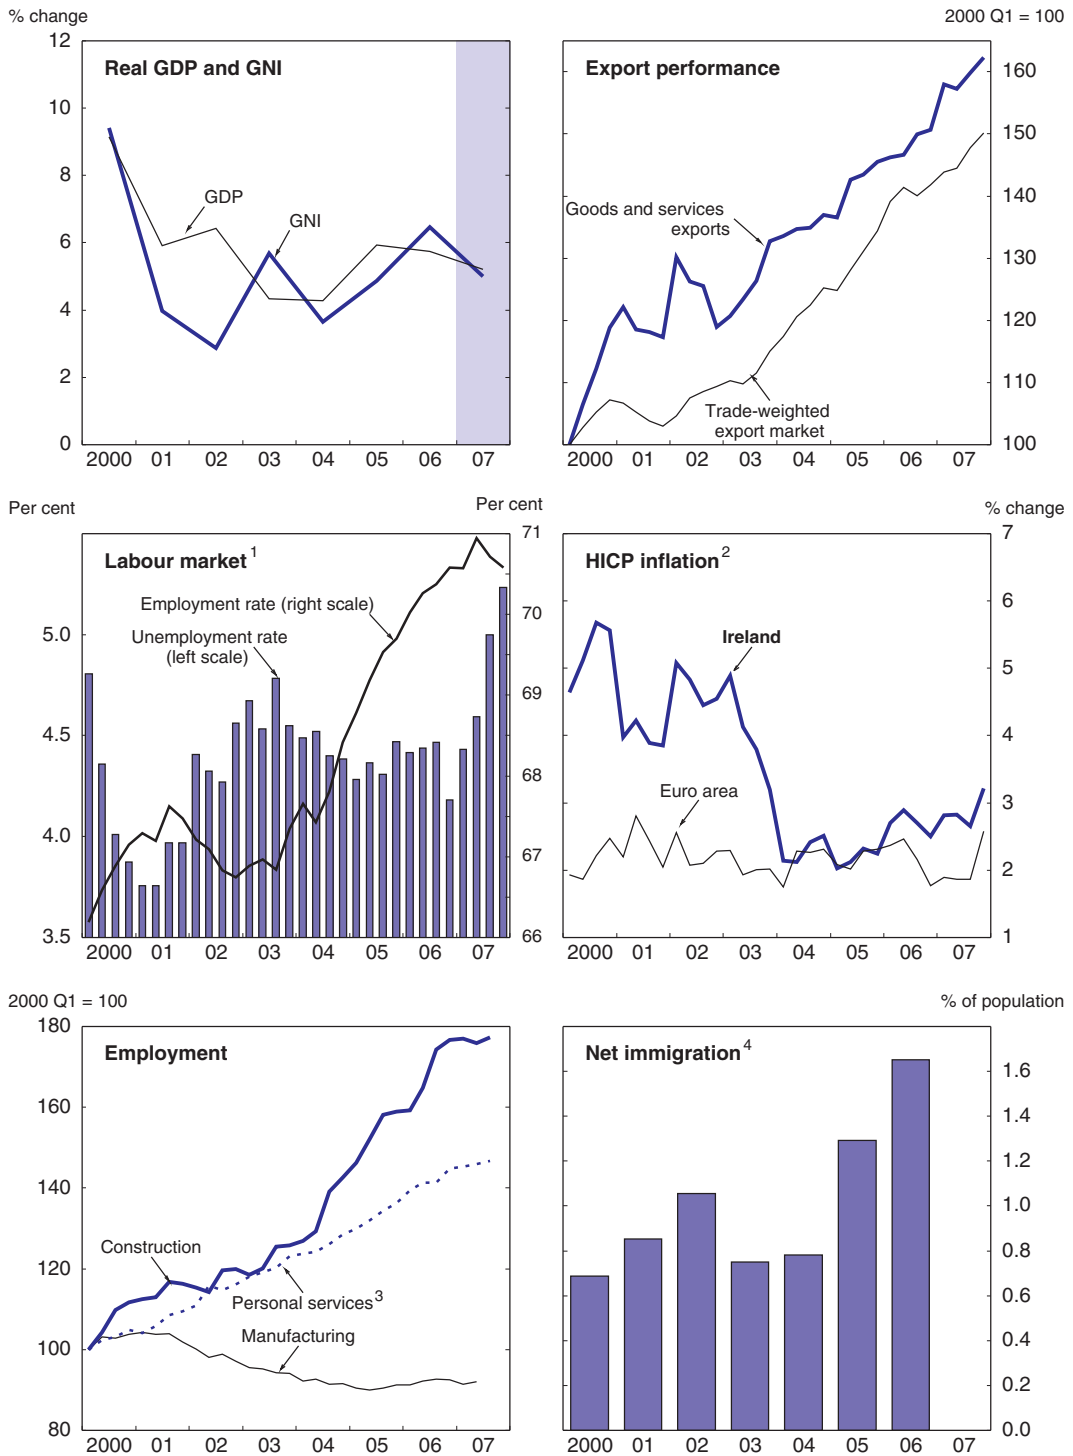 % change
Real GDP and GNI
12
10
8
6
4
2
0
GDP
GNI
2000 01 02 03 04 05 06 07
2000 Q1 = 100
Export performance
160
150
140
130
120
110
100
Goods and services
exports
Trade-weighted
export market
2000 01 02 03 04 05 06 07
Per cent
Per cent
Labour market 1
5.0
4.5
4.0
3.5
71
70
69
68
67
66
Employment rate (right scale)
Unemployment rate
(left scale)
2000 01 02 03 04 05 06 07
% change
HICP inflation 2
7
6
5
4
3
2
1
Ireland
Euro area
2000 01 02 03 04 05 06 07
2000 Q1 = 100
Employment
180
160
140
120
100
80
Construction
Personal services 3
Manufacturing
2000 01 02 03 04 05 06 07
% of population
Net immigration 4
1.6
1.4
1.2
1.0
0.8
0.6
0.4
0.2
0.0
2000 01 02 03 04 05 06 07